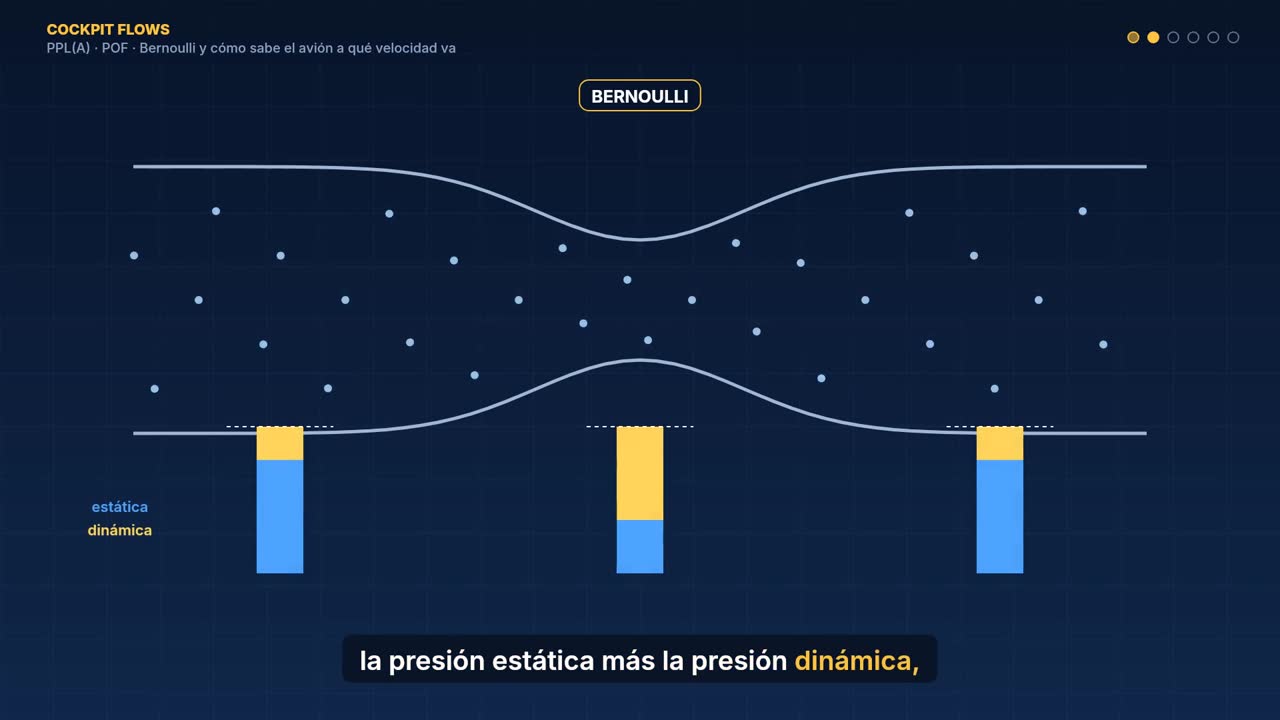 COCKPIT FLOWS
PPL(A) · POF · Bernoulli y cómo sabe el avión a qué velocidad va
BERNOULLI
estática
dinámica
la presión estática más la presión dinámica,